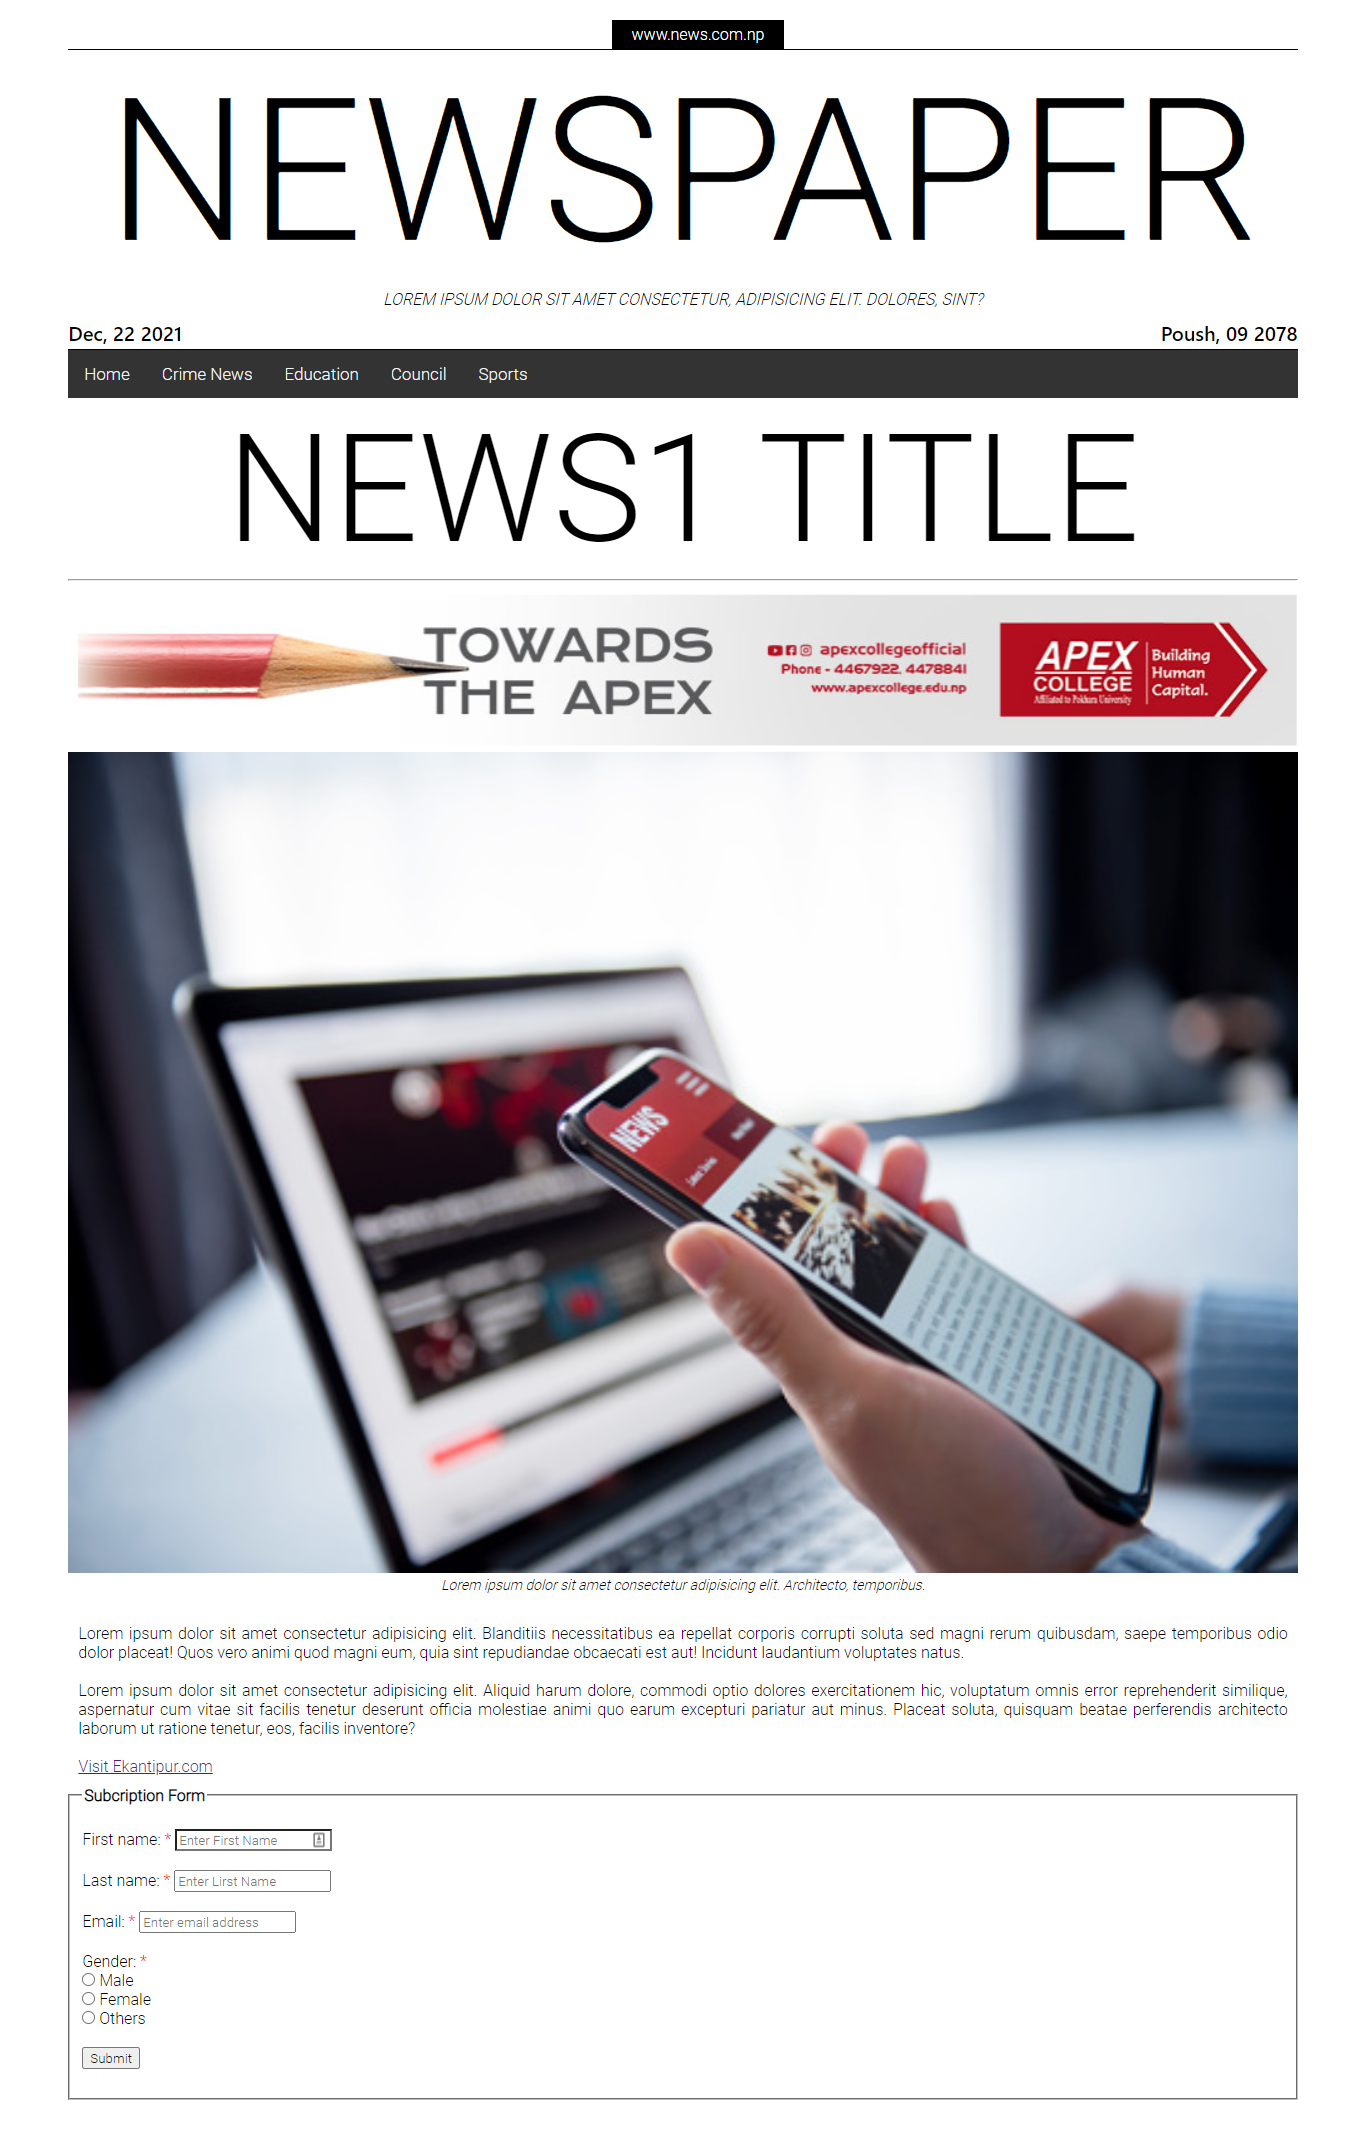 www.news.com.np
NEWSPAPER
LOREM IPSUM DOLOR SIT AMET CONSECTETUR, ADIPISICING ELIT. DOLORES, SINT?
Dec, 22 2021 Poush, 09 2078
Home Crime News Education Council Sports
NEWS1 TITLE
TOWARDS
THE APEX
apexcollegeofficial
Phone - 4467922, 4478841
www.apexcollege.edu.np
APEX
COLLEGE
Affiliated to Pokhara University
Building
Human
Capital.
NEWS
Lorem ipsum dolor sit amet consectetur adipisicing elit. Architecto, temporibus.
Lorem ipsum dolor sit amet consectetur adipisicing elit. Blanditiis necessitatibus ea repellat corporis corrupti soluta sed magni rerum quibusdam, saepe temporibus odio
dolor placeat! Quos vero animi quod magni eum, quia sint repudiandae obcaecati est aut! Incidunt laudantium voluptates natus.
Lorem ipsum dolor sit amet consectetur adipisicing elit. Aliquid harum dolore, commodi optio dolores exercitationem hic, voluptatum omnis error reprehenderit similique,
aspernatur cum vitae sit facilis tenetur deserunt officia molestiae animi quo earum excepturi pariatur aut minus. Placeat soluta, quisquam beatae perferendis architecto
laborum ut ratione tenetur, eos, facilis inventore?
Visit Ekantipur.com
Subcription Form
First name: * Enter First Name
Last name: * Enter Lirst Name
Email: * Enter email address
Gender: *
Male
Female
Others
Submit